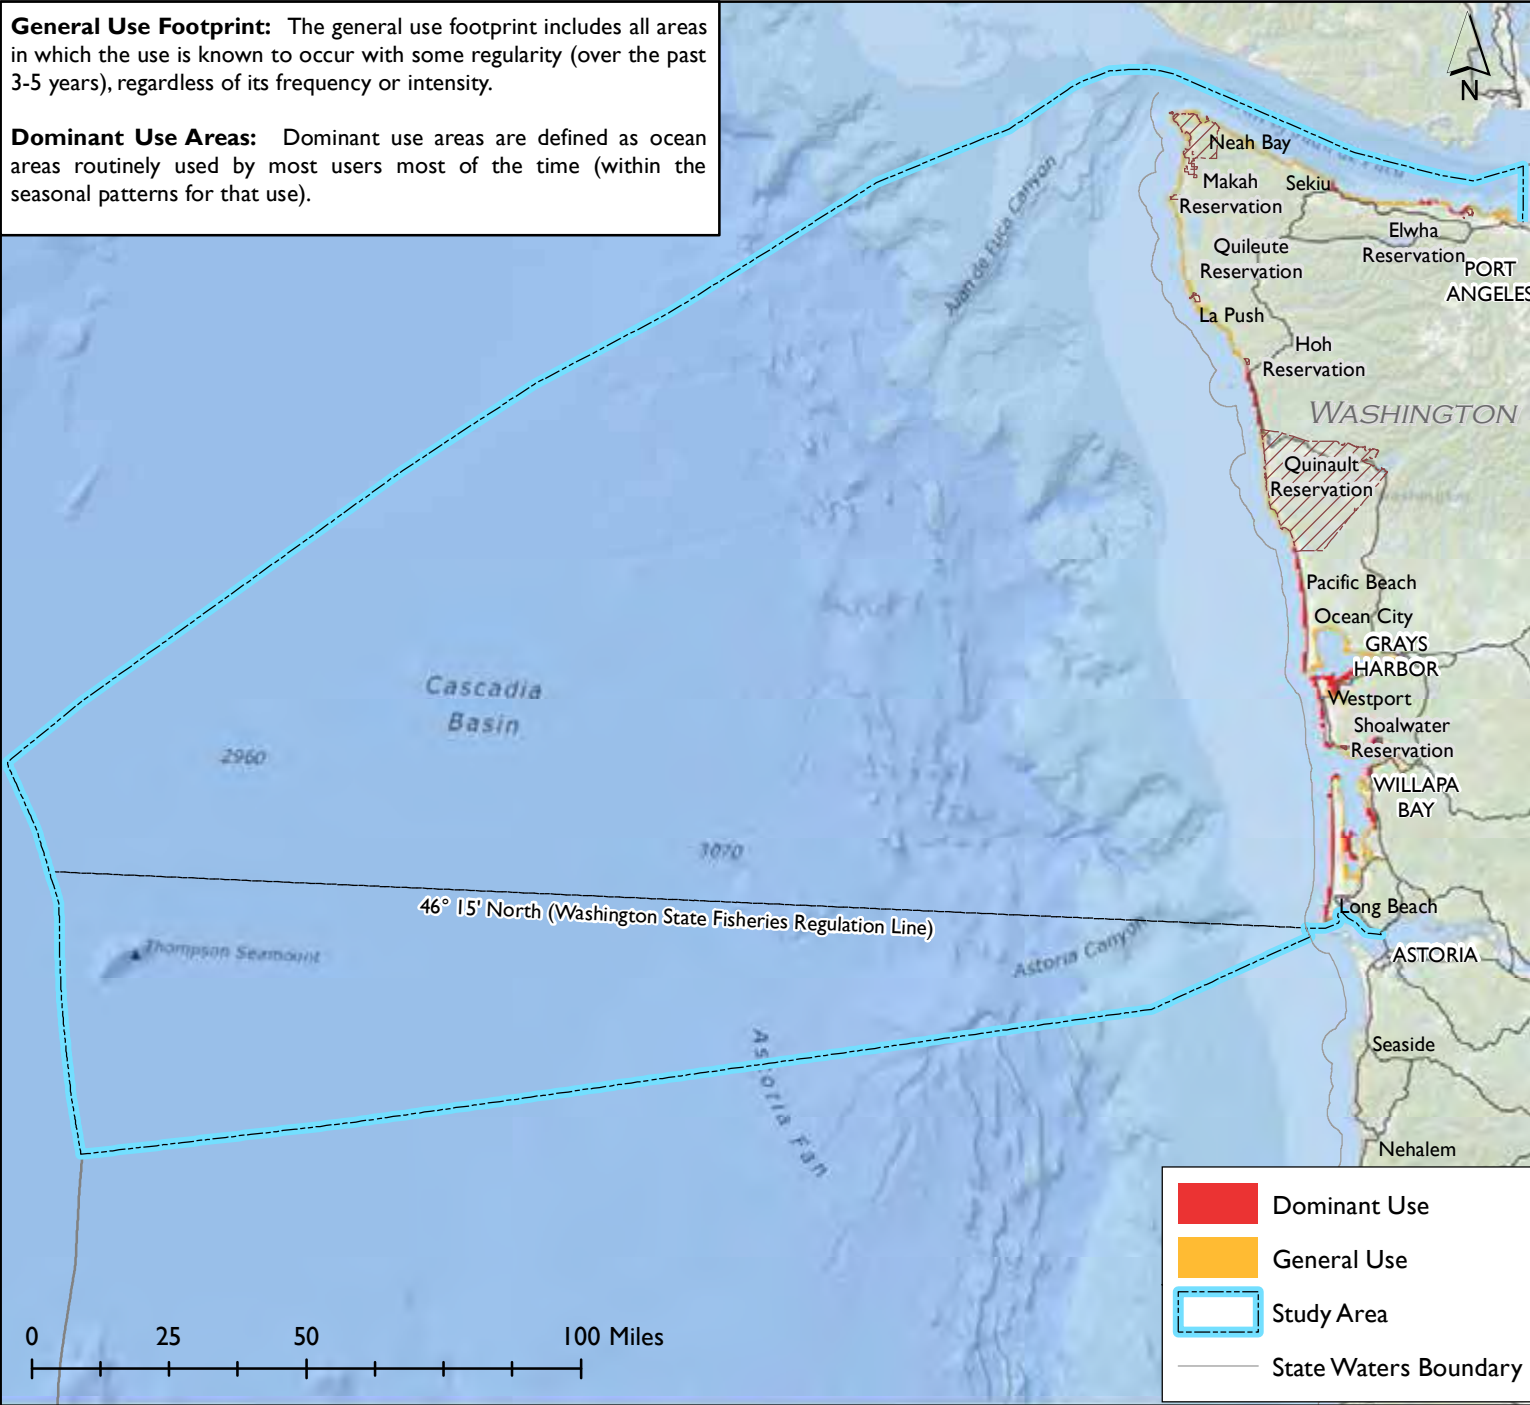 General Use Footprint: The general use footprint includes all areas
in which the use is known to occur with some regularity (over the past
3-5 years), regardless of its frequency or intensity.
Dominant Use Areas: Dominant use areas are defined as ocean
areas routinely used by most users most of the time (within the
seasonal patterns for that use).
N
Neah Bay
Makah
Reservation
Sekiu
Elwha
Reservation
PORT
ANGELES
Juan de Fuca Canyon
Quileute
Reservation
La Push
Hoh
Reservation
WASHINGTON
Quinault
Reservation
Washington
Pacific Beach
Ocean City
GRAYS
HARBOR
Westport
Shoalwater
Reservation
WILLAPA
BAY
Cascadia
Basin
2960
3070
46° 15' North (Washington State Fisheries Regulation Line)
Long Beach
Thompson Seamount
Astoria Canyon
ASTORIA
Astoria Fan
Seaside
Nehalem
Dominant Use
General Use
Study Area
State Waters Boundary
0 25 50 100 Miles